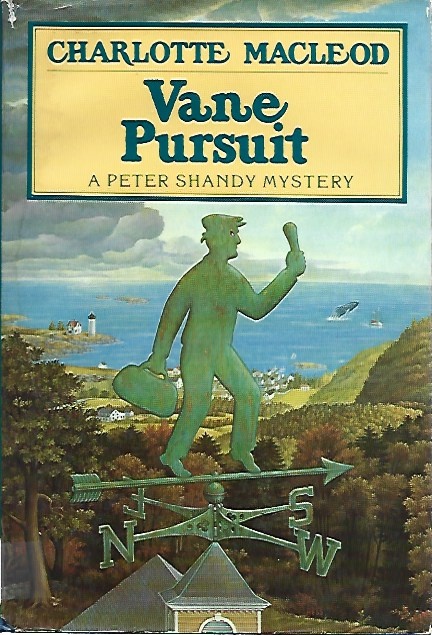 CHARLOTTE MACLEOD
Vane
Pursuit
A PETER SHANDY MYSTERY
E S
N W